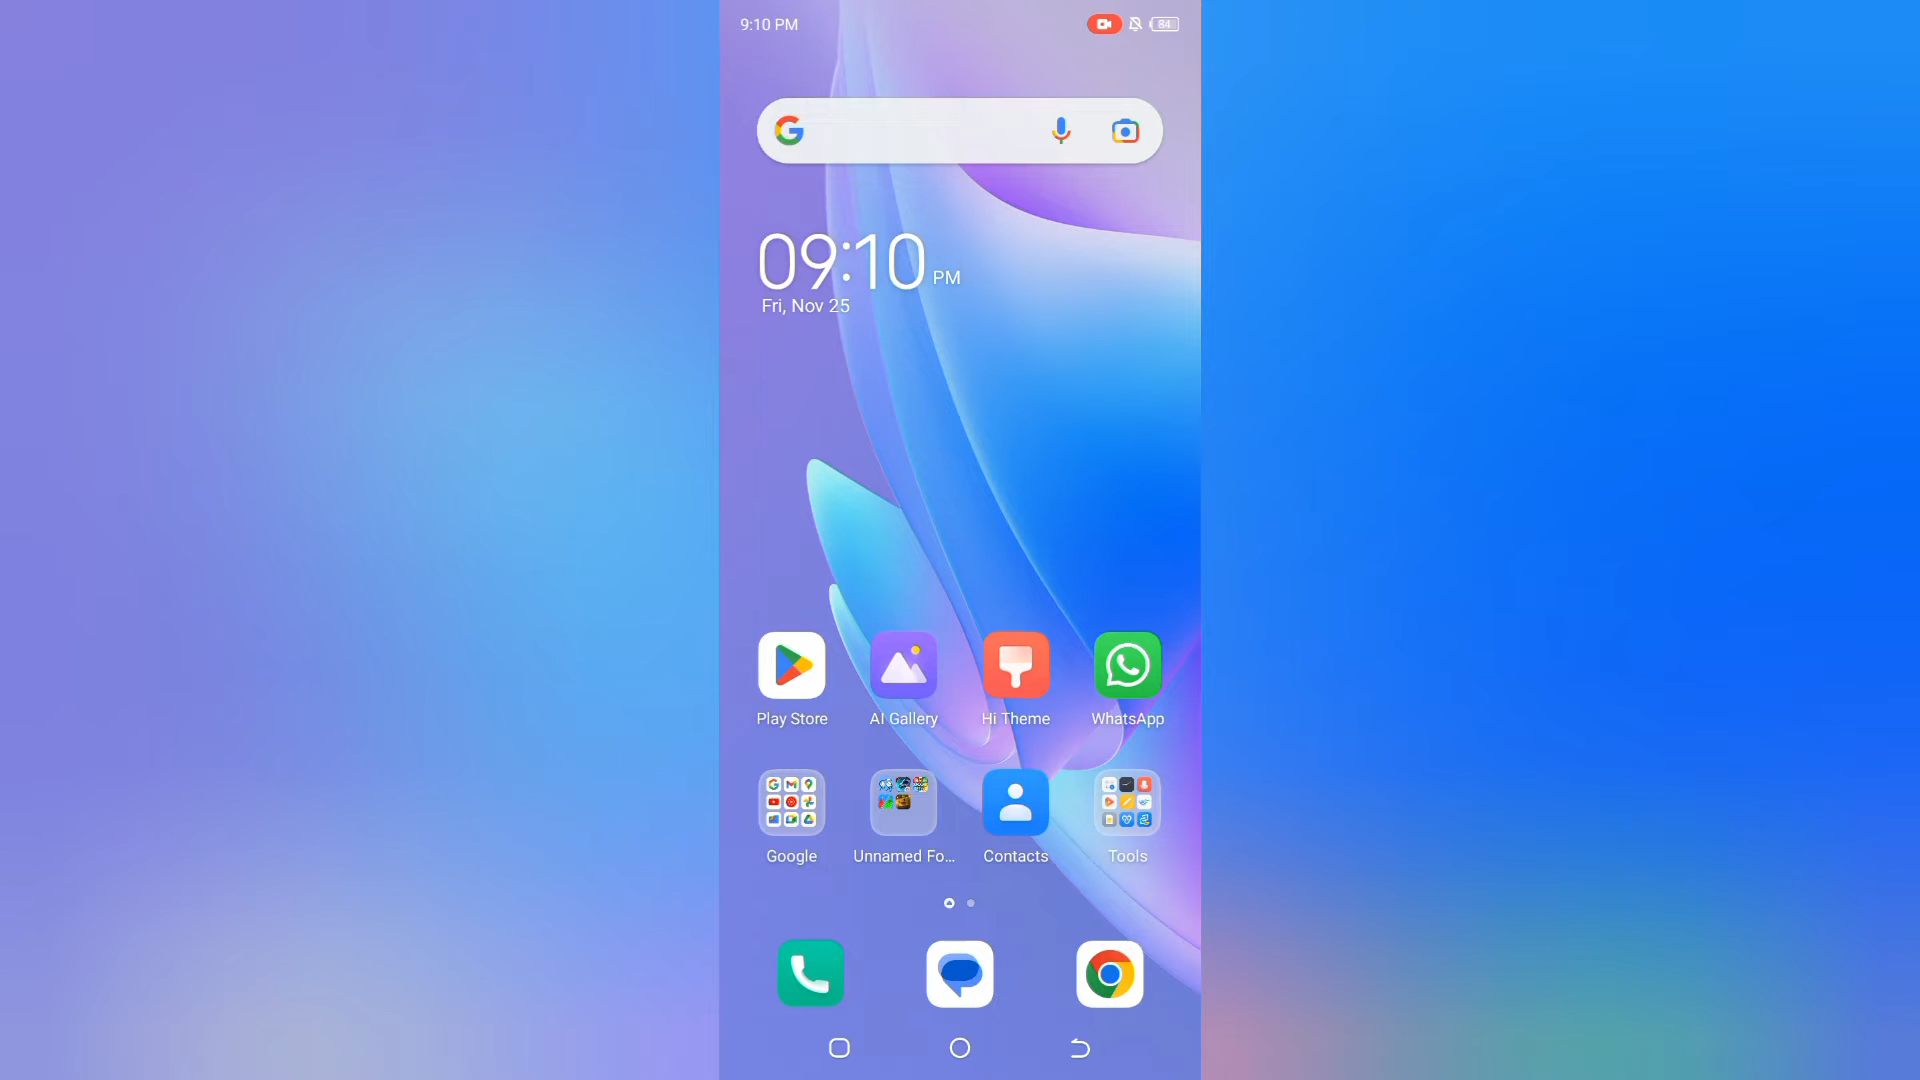 9:10 PM
84
09:10 PM
Fri, Nov 25
Play Store
AI Gallery
Hi Theme
WhatsApp
Google
Unnamed Fo...
Contacts
Tools